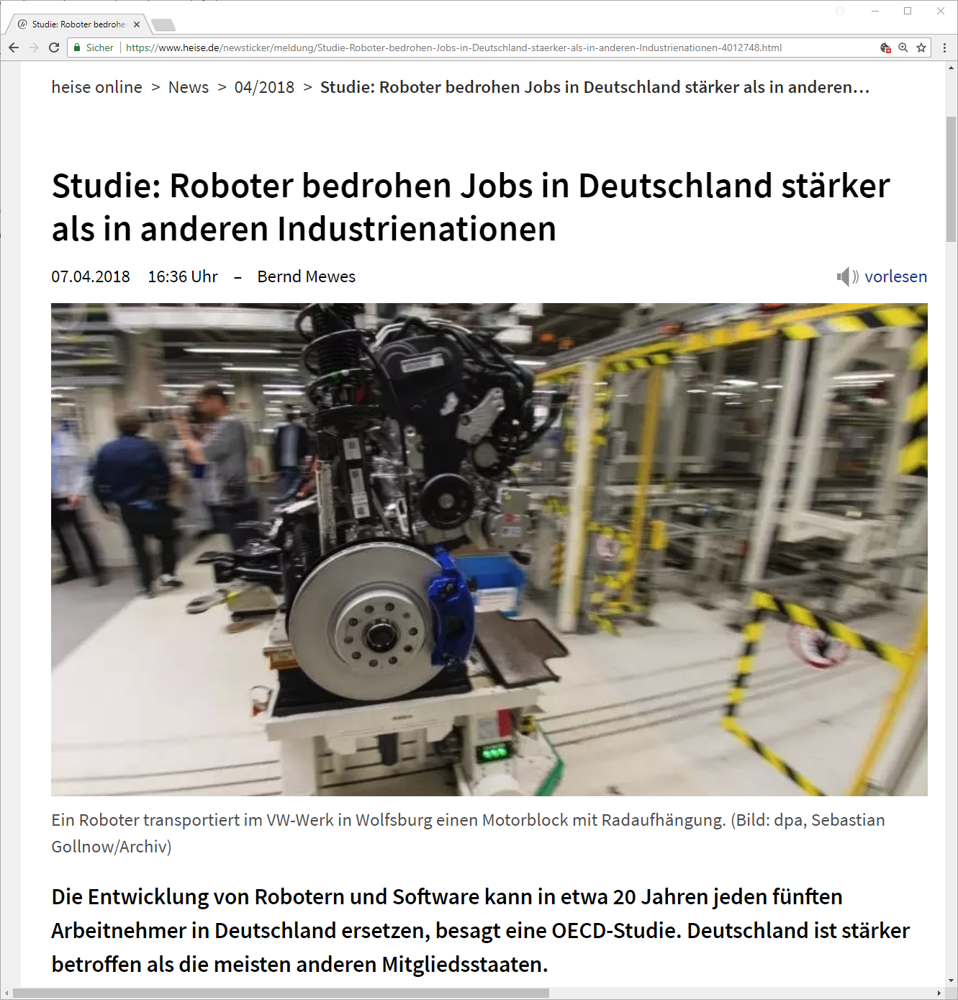 Studie: Roboter bedrohe
Sicher
https://www.heise.de/newsticker/meldung/Studie-Roboter-bedrohen-Jobs-in-Deutschland-staerker-als-in-anderen-Industrienationen-4012748.html
heise online > News > 04/2018 > Studie: Roboter bedrohen Jobs in Deutschland stärker als in anderen…
Studie: Roboter bedrohen Jobs in Deutschland stärker
als in anderen Industrienationen
07.04.2018 16:36 Uhr – Bernd Mewes
vorlesen
Ein Roboter transportiert im VW-Werk in Wolfsburg einen Motorblock mit Radaufhängung. (Bild: dpa, Sebastian
Gollnow/Archiv)
Die Entwicklung von Robotern und Software kann in etwa 20 Jahren jeden fünften
Arbeitnehmer in Deutschland ersetzen, besagt eine OECD-Studie. Deutschland ist stärker
betroffen als die meisten anderen Mitgliedsstaaten.